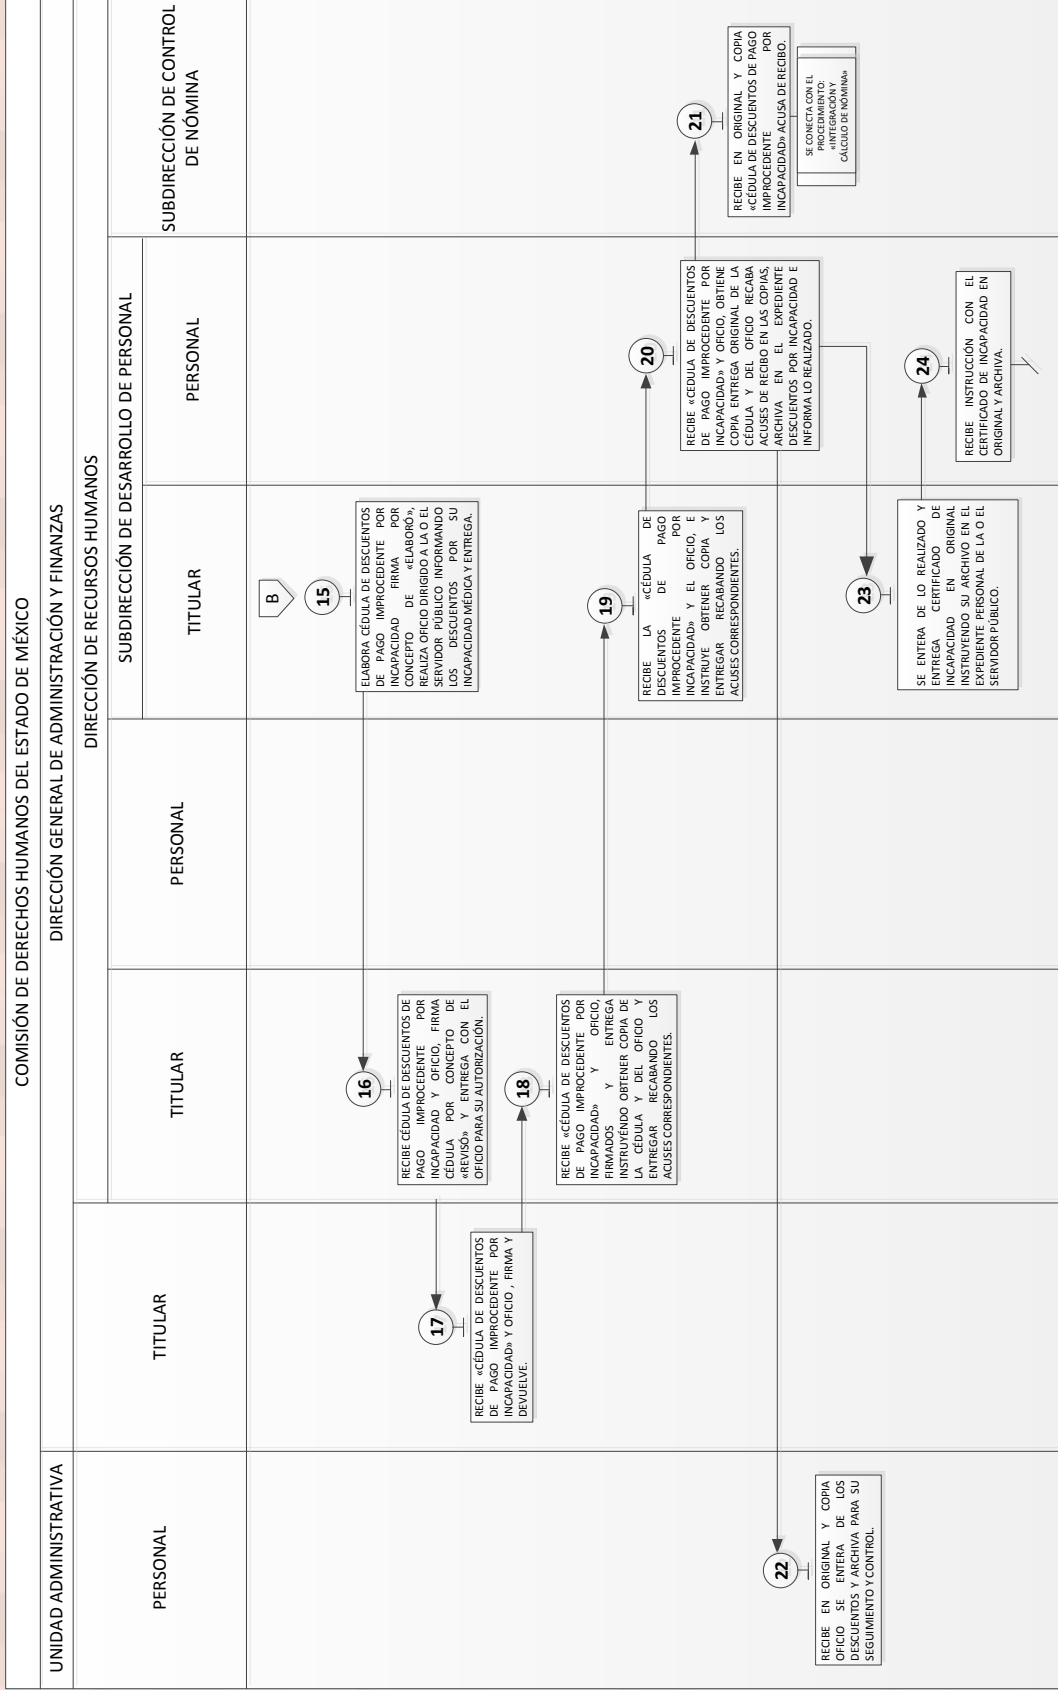 COMISIÓN DE DERECHOS HUMANOS DEL ESTADO DE MÉXICO
UNIDAD ADMINISTRATIVA
DIRECCIÓN GENERAL DE ADMINISTRACIÓN Y FINANZAS
DIRECCIÓN DE RECURSOS HUMANOS
SUBDIRECCIÓN DE DESARROLLO DE PERSONAL
SUBDIRECCIÓN DE CONTROL
DE NÓMINA
PERSONAL
TITULAR
TITULAR
PERSONAL
TITULAR
PERSONAL
B
15
ELABORA CÉDULA DE DESCUENTOS
DE PAGO IMPROCEDENTE POR
INCAPACIDAD FIRMA POR
CONCEPTO DE «ELABORÓ»,
REALIZA OFICIO DIRIGIDO A LA O EL
SERVIDOR PÚBLICO INFORMANDO
LOS DESCUENTOS POR SU
INCAPACIDAD MÉDICA Y ENTREGA.
16
RECIBE CÉDULA DE DESCUENTOS DE
PAGO IMPROCEDENTE POR
INCAPACIDAD Y OFICIO, FIRMA
CÉDULA POR CONCEPTO DE
«REVISÓ» Y ENTREGA CON EL
OFICIO PARA SU AUTORIZACIÓN.
17
RECIBE «CÉDULA DE DESCUENTOS
DE PAGO IMPROCEDENTE POR
INCAPACIDAD» Y OFICIO , FIRMA Y
DEVUELVE.
18
RECIBE «CÉDULA DE DESCUENTOS
DE PAGO IMPROCEDENTE POR
INCAPACIDAD» Y OFICIO,
FIRMADOS Y ENTREGA
INSTRUYÉNDO OBTENER COPIA DE
LA CÉDULA Y DEL OFICIO Y
ENTREGAR RECABANDO LOS
ACUSES CORRESPONDIENTES.
19
RECIBE LA «CÉDULA DE
DESCUENTOS DE PAGO
IMPROCEDENTE POR
INCAPACIDAD» Y EL OFICIO, E
INSTRUYE OBTENER COPIA Y
ENTREGAR RECABANDO LOS
ACUSES CORRESPONDIENTES.
20
RECIBE «CEDULA DE DESCUENTOS
DE PAGO IMPROCEDENTE POR
INCAPACIDAD» Y OFICIO, OBTIENE
COPIA ENTREGA ORIGINAL DE LA
CÉDULA Y DEL OFICIO RECABA
ACUSES DE RECIBO EN LAS COPIAS,
ARCHIVA EN EL EXPEDIENTE
DESCUENTOS POR INCAPACIDAD E
INFORMA LO REALIZADO.
21
RECIBE EN ORIGINAL Y COPIA
«CÉDULA DE DESCUENTOS DE PAGO
IMPROCEDENTE POR
INCAPACIDAD» ACUSA DE RECIBO.
SE CONECTA CON EL
PROCEDIMIENTO:
«INTEGRACIÓN Y
CÁLCULO DE NÓMINA»
22
RECIBE EN ORIGINAL Y COPIA
OFICIO SE ENTERA DE LOS
DESCUENTOS Y ARCHIVA PARA SU
SEGUIMIENTO Y CONTROL.
23
SE ENTERA DE LO REALIZADO Y
ENTREGA CERTIFICADO DE
INCAPACIDAD EN ORIGINAL
INSTRUYENDO SU ARCHIVO EN EL
EXPEDIENTE PERSONAL DE LA O EL
SERVIDOR PÚBLICO.
24
RECIBE INSTRUCCIÓN CON EL
CERTIFICADO DE INCAPACIDAD EN
ORIGINAL Y ARCHIVA.